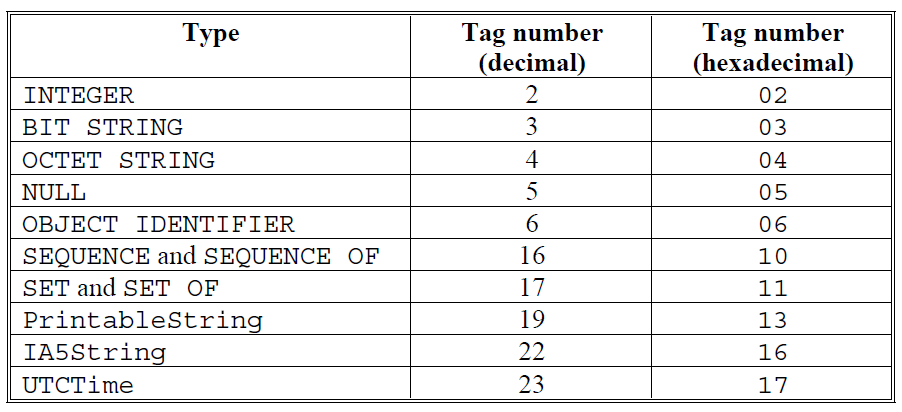 Type Tag number (decimal) Tag number (hexadecimal)
INTEGER 2 02
BIT STRING 3 03
OCTET STRING 4 04
NULL 5 05
OBJECT IDENTIFIER 6 06
SEQUENCE and SEQUENCE OF 16 10
SET and SET OF 17 11
PrintableString 19 13
IA5String 22 16
UTCTime 23 17